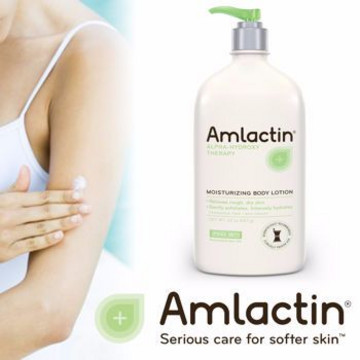 Amlactin®
ALPHA-HYDROXY
THERAPY
MOISTURIZING BODY LOTION
Amlactin®
Serious care for softer skin™